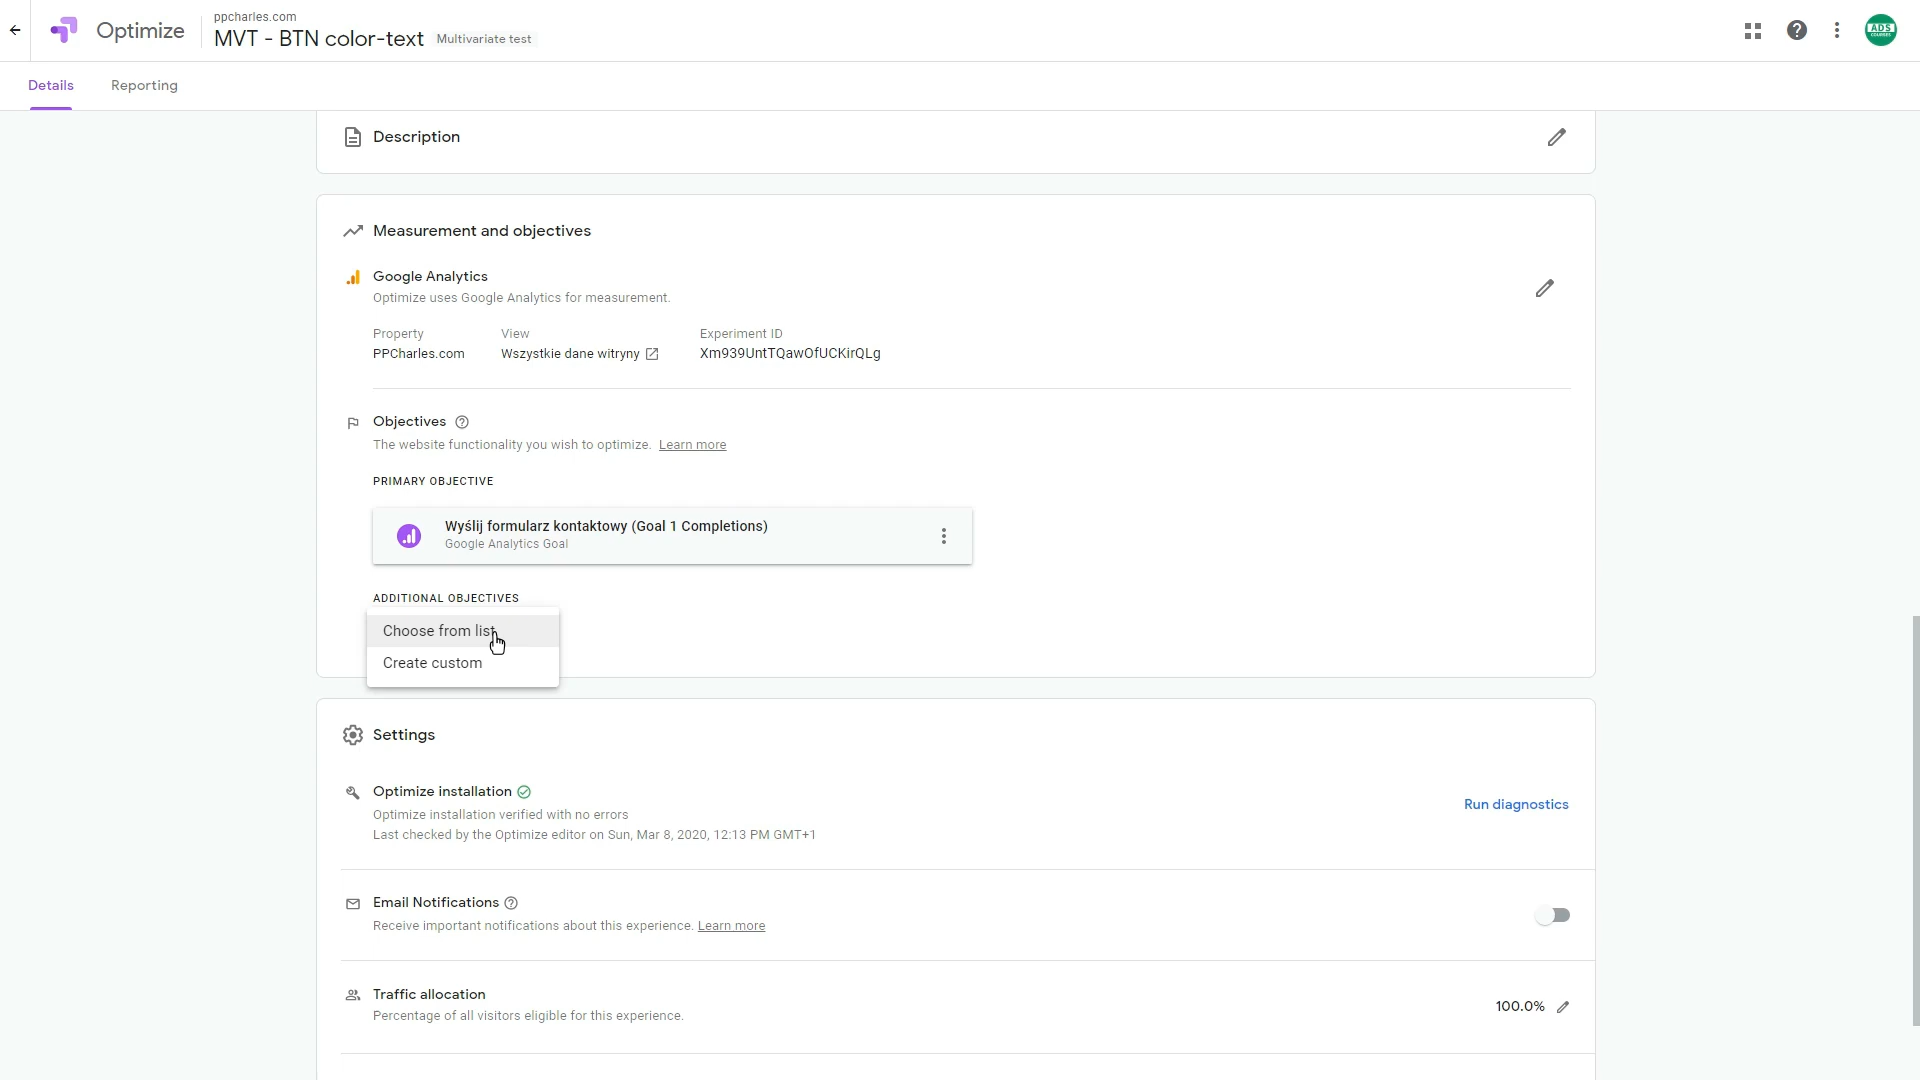 ppcharles.com
Optimize
MVT - BTN color-text Multivariate test
ADS
COURSES
Details Reporting
Description
Measurement and objectives
Google Analytics
Optimize uses Google Analytics for measurement.
Property View Experiment ID
PPCharles.com Wszystkie dane witryny Xm939UntTQawOfUCKirQLg
Objectives
The website functionality you wish to optimize. Learn more
PRIMARY OBJECTIVE
Wyślij formularz kontaktowy (Goal 1 Completions)
Google Analytics Goal
ADDITIONAL OBJECTIVES
Choose from list
Create custom
Settings
Optimize installation
Optimize installation verified with no errors
Last checked by the Optimize editor on Sun, Mar 8, 2020, 12:13 PM GMT+1
Run diagnostics
Email Notifications
Receive important notifications about this experience. Learn more
Traffic allocation
Percentage of all visitors eligible for this experience.
100.0%